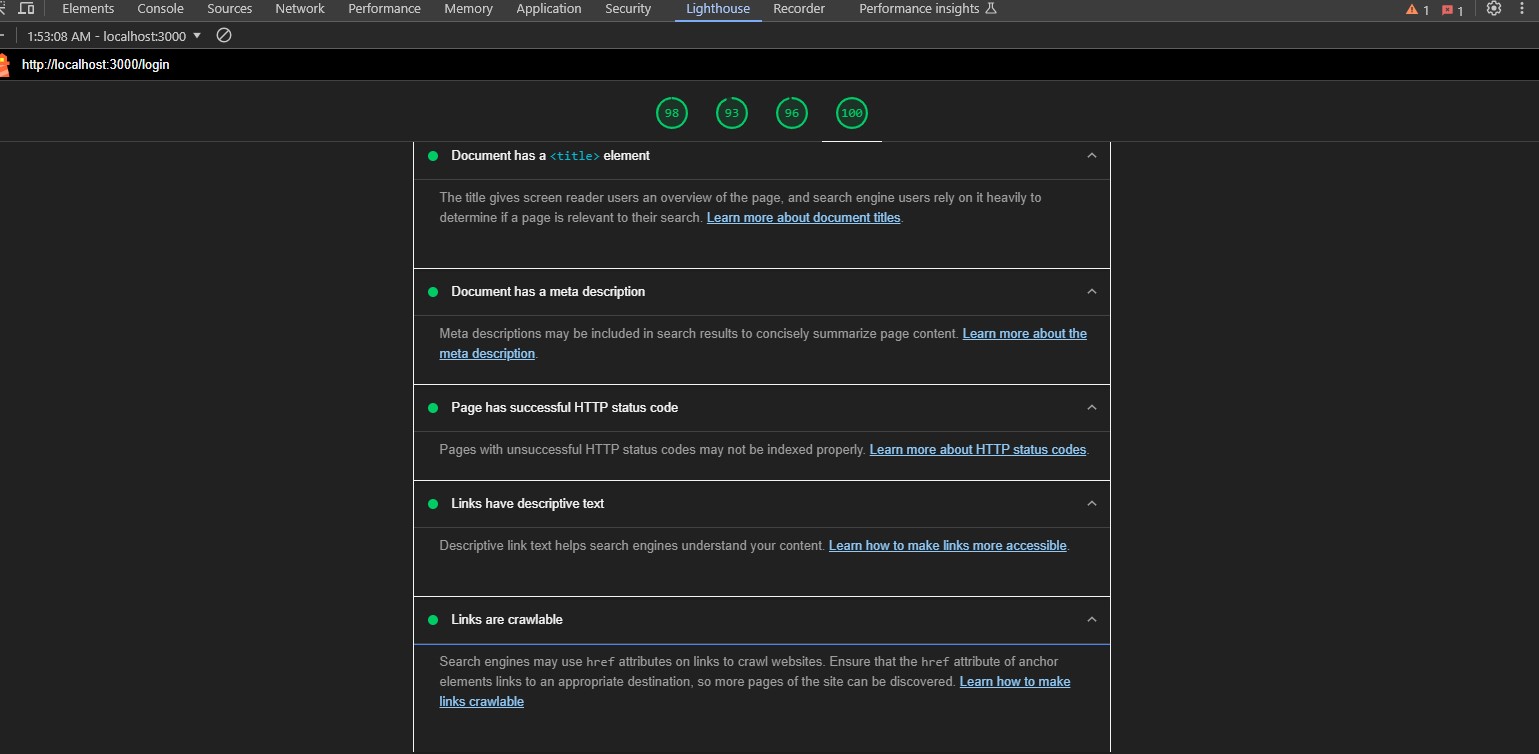 Elements Console Sources Network Performance Memory Application Security Lighthouse Recorder Performance insights 1 1
1:53:08 AM - localhost:3000
http://localhost:3000/login
98 93 96 100
Document has a <title> element
The title gives screen reader users an overview of the page, and search engine users rely on it heavily to
determine if a page is relevant to their search. Learn more about document titles.
Document has a meta description
Meta descriptions may be included in search results to concisely summarize page content. Learn more about the
meta description.
Page has successful HTTP status code
Pages with unsuccessful HTTP status codes may not be indexed properly. Learn more about HTTP status codes.
Links have descriptive text
Descriptive link text helps search engines understand your content. Learn how to make links more accessible.
Links are crawlable
Search engines may use href attributes on links to crawl websites. Ensure that the href attribute of anchor
elements links to an appropriate destination, so more pages of the site can be discovered. Learn how to make
links crawlable